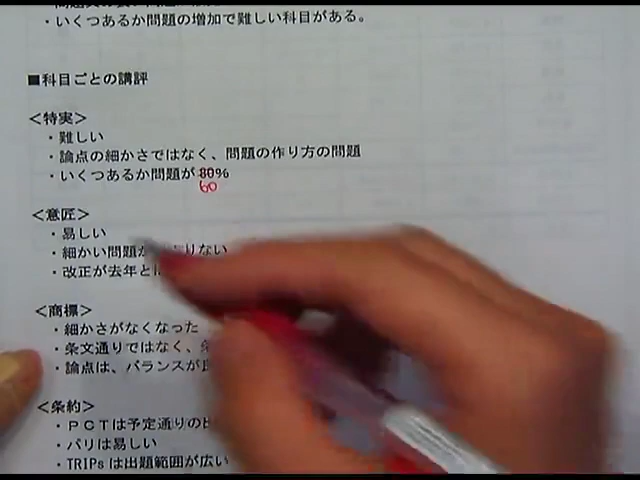 ・いくつあるか問題の増加で難しい科目がある。
■科目ごとの講評
＜特実＞
・難しい
・論点の細かさではなく、問題の作り方の問題
・いくつあるか問題が80%
60
＜意匠＞
・易しい
・細かい問題が りない
・改正が去年と
＜商標＞
・細かさがなくなった
・条文通りではなく、
・論点は、バランスが
＜条約＞
・PCTは予定通りの
・パリは易しい
・TRIPsは出題範囲が広い